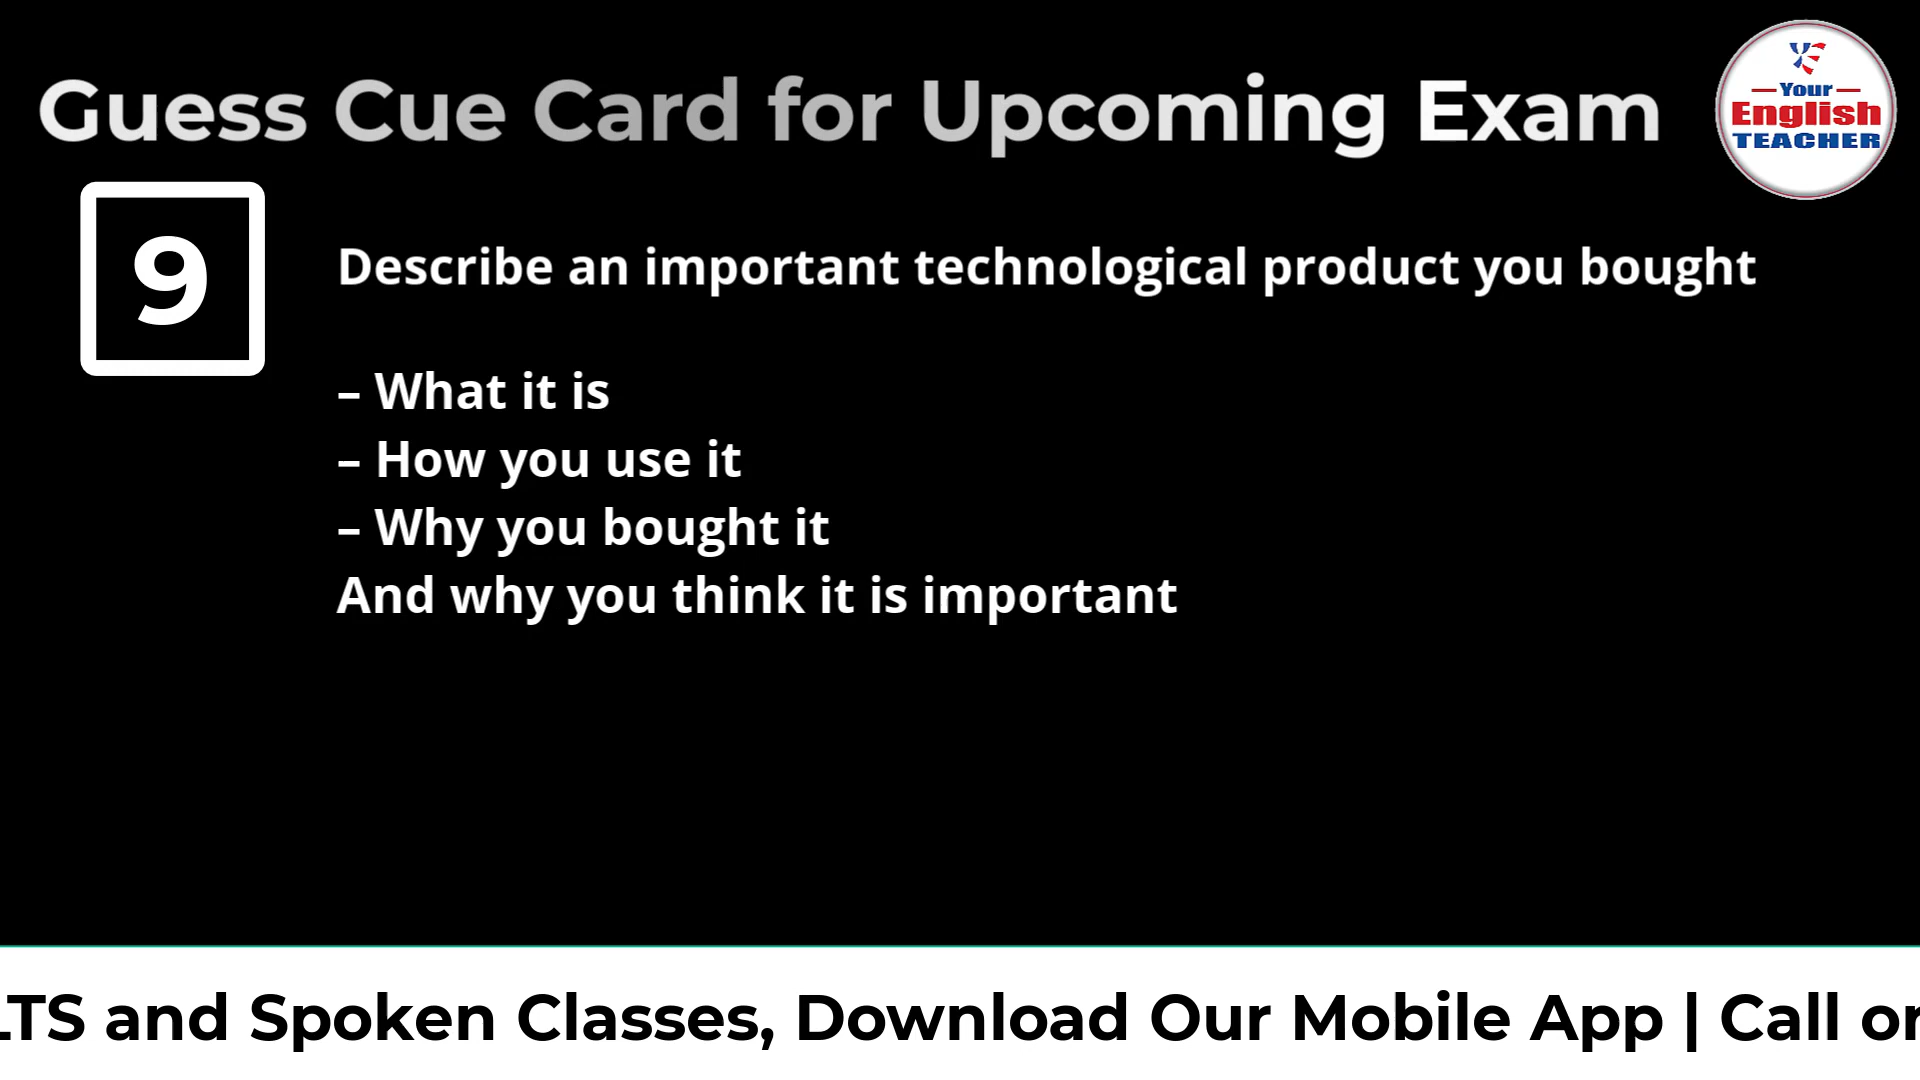 Guess Cue Card for Upcoming Exam
Your
English
TEACHER
9
Describe an important technological product you bought
– What it is
– How you use it
– Why you bought it
And why you think it is important
LTS and Spoken Classes, Download Our Mobile App | Call or